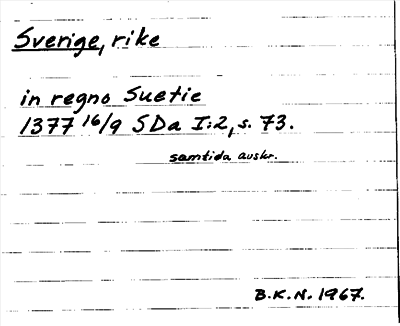 Sverige, rike
in regno Suetie
1377 16/9 SDa I:2, s. 73.
samtida avskr.
B.K.N. 1967.